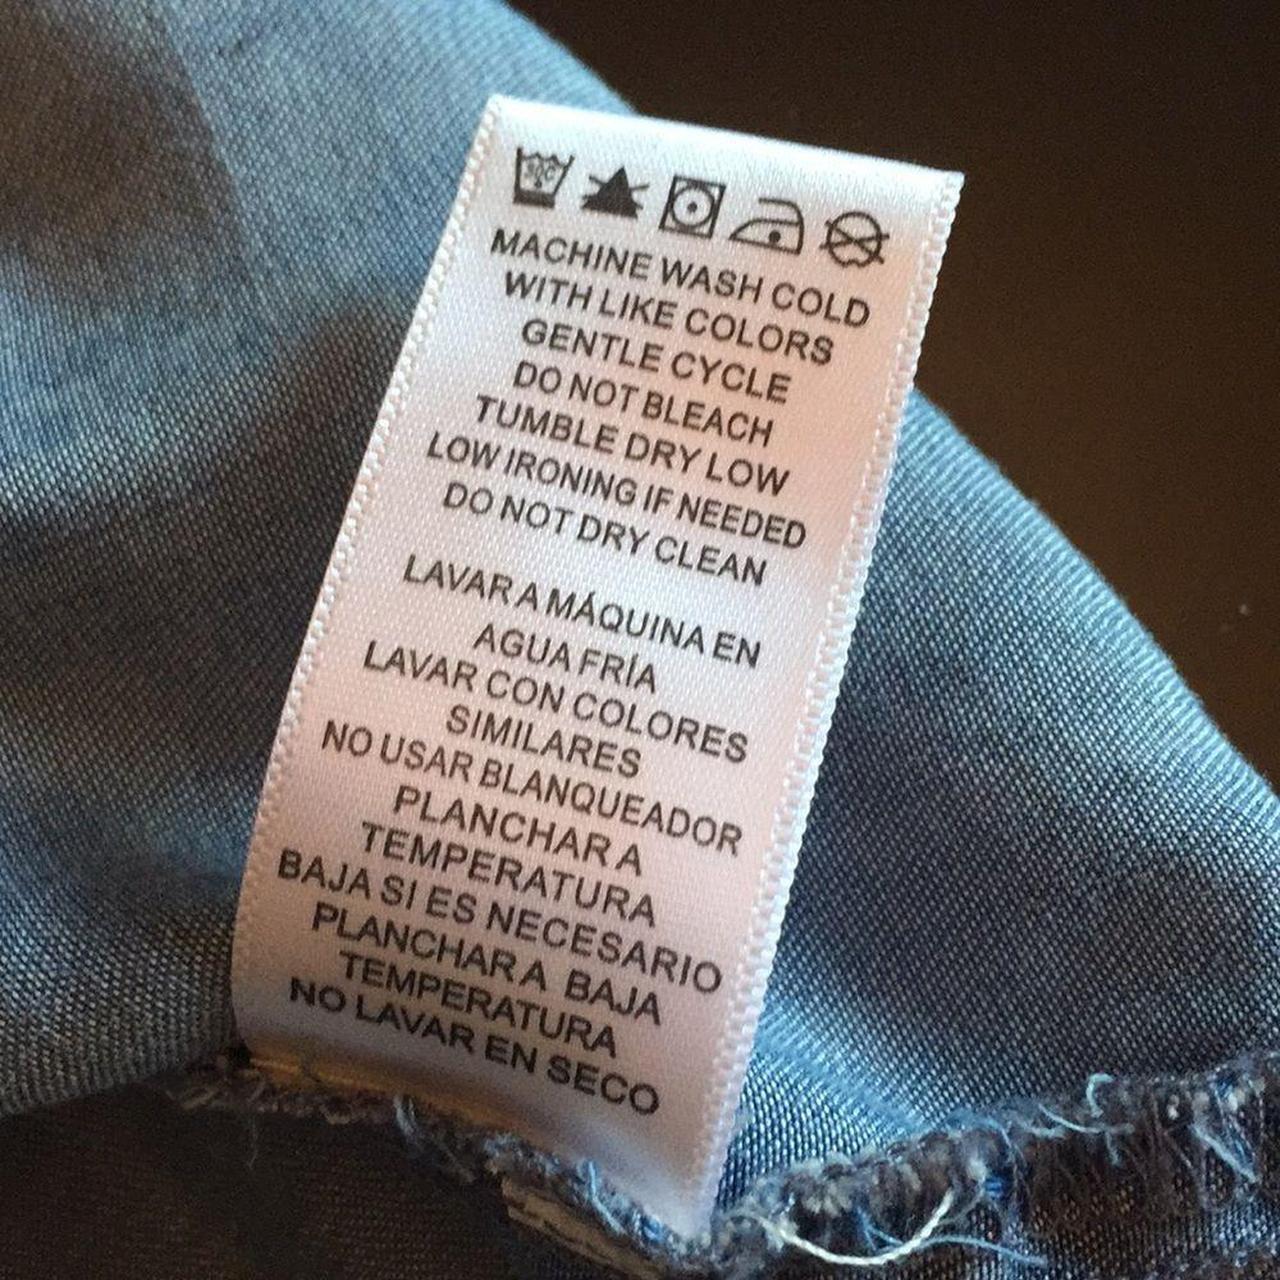 MACHINE WASH COLD
WITH LIKE COLORS
GENTLE CYCLE
DO NOT BLEACH
TUMBLE DRY LOW
LOW IRONING IF NEEDED
DO NOT DRY CLEAN
LAVAR A MÁQUINA EN
AGUA FRÍA
LAVAR CON COLORES
SIMILARES
NO USAR BLANQUEADOR
PLANCHAR A
TEMPERATURA
BAJA SI ES NECESARIO
PLANCHAR A BAJA
TEMPERATURA
NO LAVAR EN SECO